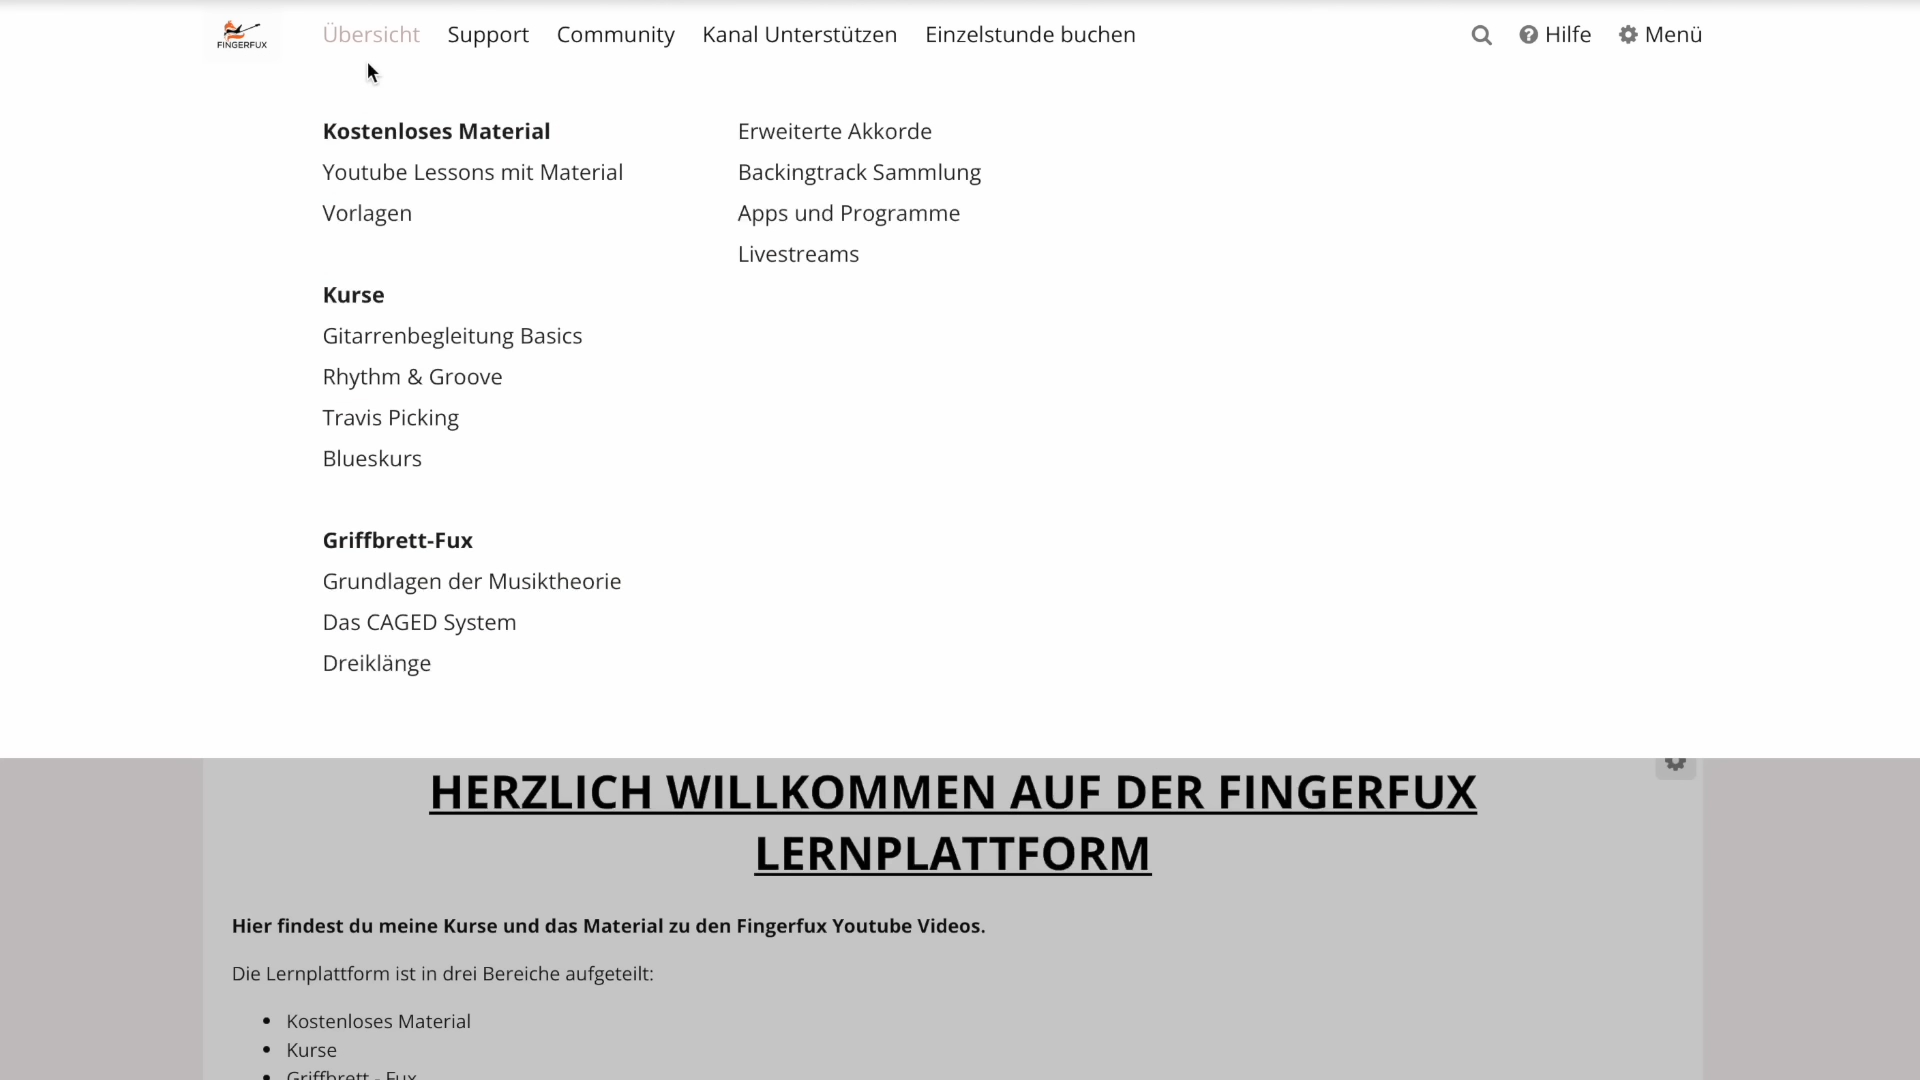 FINGERFUX
Übersicht
Support
Community
Kanal Unterstützen
Einzelstunde buchen
Hilfe
Menü
Kostenloses Material
Youtube Lessons mit Material
Vorlagen
Kurse
Gitarrenbegleitung Basics
Rhythm & Groove
Travis Picking
Blueskurs
Griffbrett-Fux
Grundlagen der Musiktheorie
Das CAGED System
Dreiklänge
Erweiterte Akkorde
Backingtrack Sammlung
Apps und Programme
Livestreams
HERZLICH WILLKOMMEN AUF DER FINGERFUX
LERNPLATTFORM
Hier findest du meine Kurse und das Material zu den Fingerfux Youtube Videos.
Die Lernplattform ist in drei Bereiche aufgeteilt:
• Kostenloses Material
• Kurse
• Griffbrett - Fux